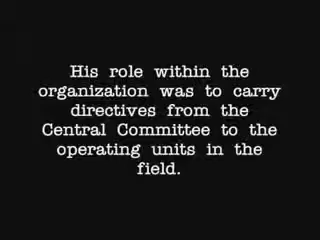 His role within the
organization was to carry
directives from the
Central Committee to the
operating units in the
field.